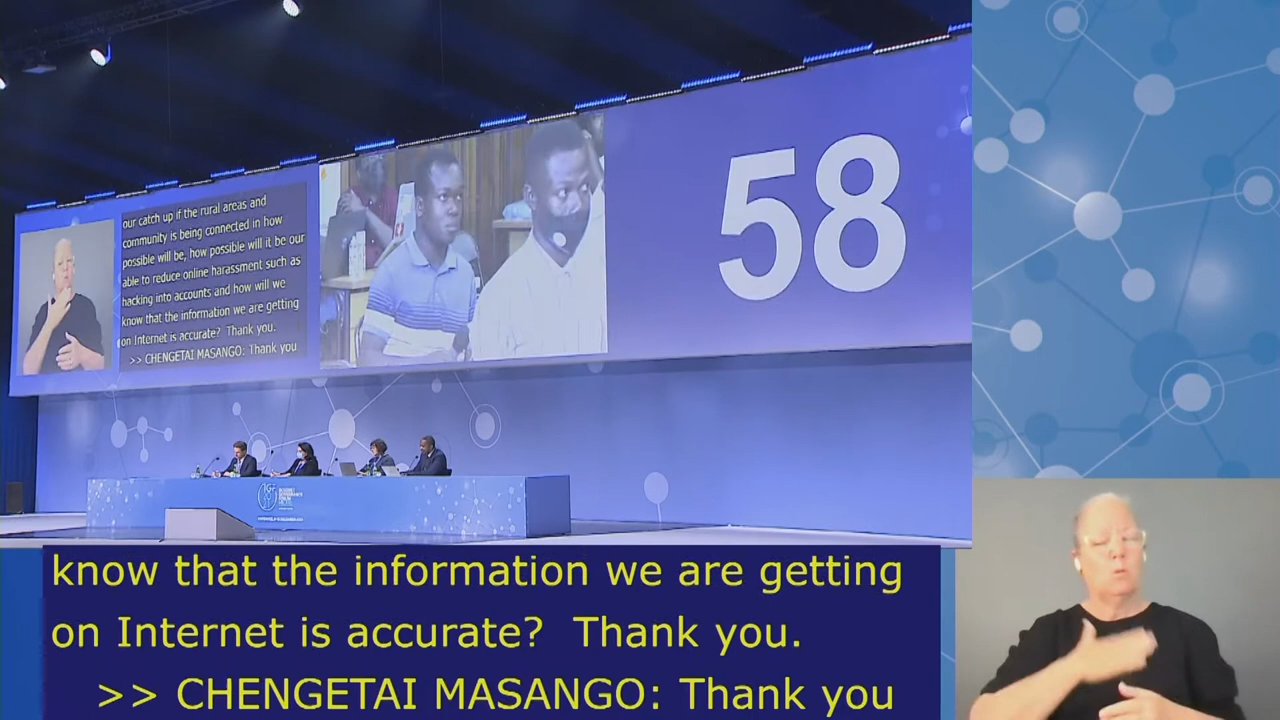 our catch up if the rural areas and
community is being connected in how
possible will be, how possible will it be our
able to reduce online harassment such as
hacking into accounts and how will we
know that the information we are getting
on Internet is accurate? Thank you.
>> CHENGETAI MASANGO: Thank you
58
know that the information we are getting
on Internet is accurate? Thank you.
>> CHENGETAI MASANGO: Thank you